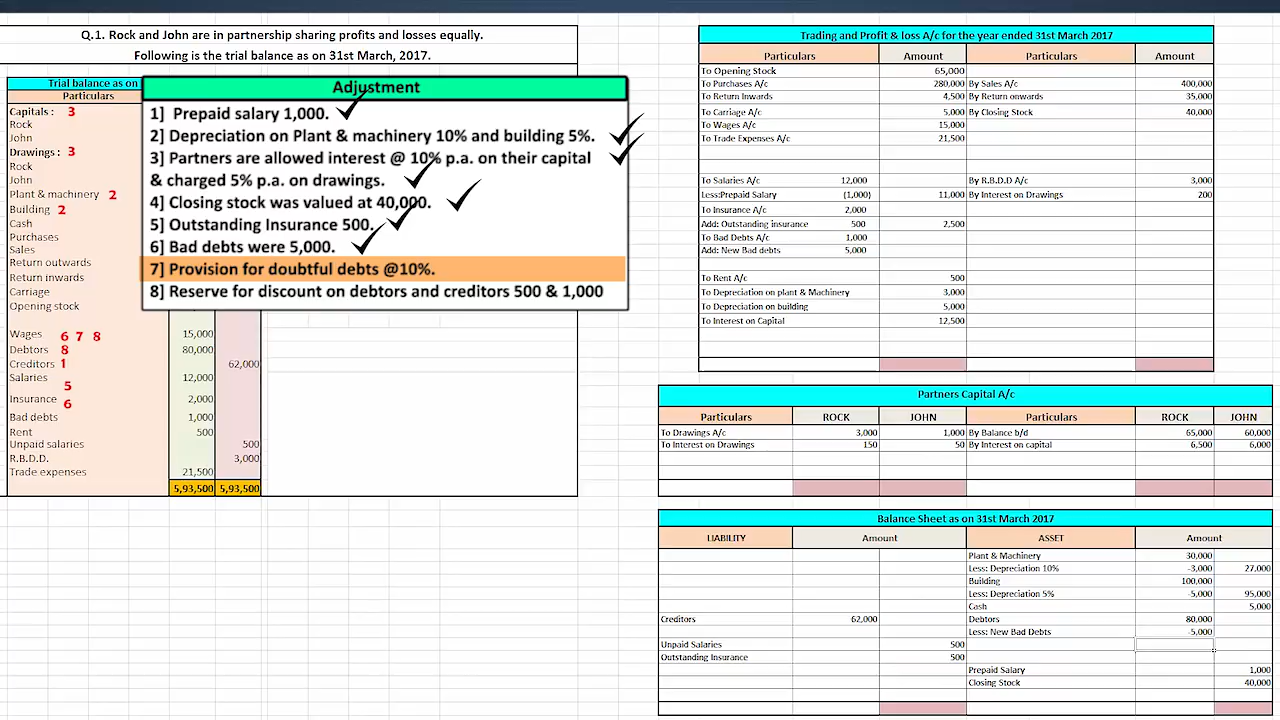 Q.1. Rock and John are in partnership sharing profits and losses equally.
Following is the trial balance as on 31st March, 2017.
Trial balance as on
Particulars
Capitals : 3
Rock
John
Drawings : 3
Rock
John
Plant & machinery 2
Building 2
Cash
Purchases
Sales
Return outwards
Return inwards
Carriage
Opening stock
Wages 6 7 8 15,000
Debtors 8 80,000
Creditors 1 62,000
Salaries 5 12,000
Insurance 6 2,000
Bad debts 1,000
Rent 500
Unpaid salaries 500
R.B.D.D. 3,000
Trade expenses 21,500
5,93,500 5,93,500
Adjustment
1] Prepaid salary 1,000.
2] Depreciation on Plant & machinery 10% and building 5%.
3] Partners are allowed interest @ 10% p.a. on their capital
& charged 5% p.a. on drawings.
4] Closing stock was valued at 40,000.
5] Outstanding Insurance 500.
6] Bad debts were 5,000.
7] Provision for doubtful debts @10%.
8] Reserve for discount on debtors and creditors 500 & 1,000
Trading and Profit & loss A/c for the year ended 31st March 2017
Particulars Amount Particulars Amount
To Opening Stock 65,000
To Purchases A/c 280,000 By Sales A/c 400,000
To Return Inwards 4,500 By Return onwards 35,000
To Carriage A/c 5,000 By Closing Stock 40,000
To Wages A/c 15,000
To Trade Expenses A/c 21,500
To Salaries A/c 12,000 By R.B.D.D A/c 3,000
Less:Prepaid Salary (1,000) 11,000 By Interest on Drawings 200
To Insurance A/c 2,000
Add: Outstanding insurance 500 2,500
To Bad Debts A/c 1,000
Add: New Bad debts 5,000
To Rent A/c 500
To Depreciation on plant & Machinery 3,000
To Depreciation on building 5,000
To Interest on Capital 12,500
Partners Capital A/c
Particulars ROCK JOHN Particulars ROCK JOHN
To Drawings A/c 3,000 1,000 By Balance b/d 65,000 60,000
To Interest on Drawings 150 50 By Interest on capital 6,500 6,000
Balance Sheet as on 31st March 2017
LIABILITY Amount ASSET Amount
Plant & Machinery 30,000
Less: Depreciation 10% -3,000 27,000
Building 100,000
Less: Depreciation 5% -5,000 95,000
Cash 5,000
Creditors 62,000 Debtors 80,000
Less: New Bad Debts -5,000
Unpaid Salaries 500
Outstanding Insurance 500
Prepaid Salary 1,000
Closing Stock 40,000